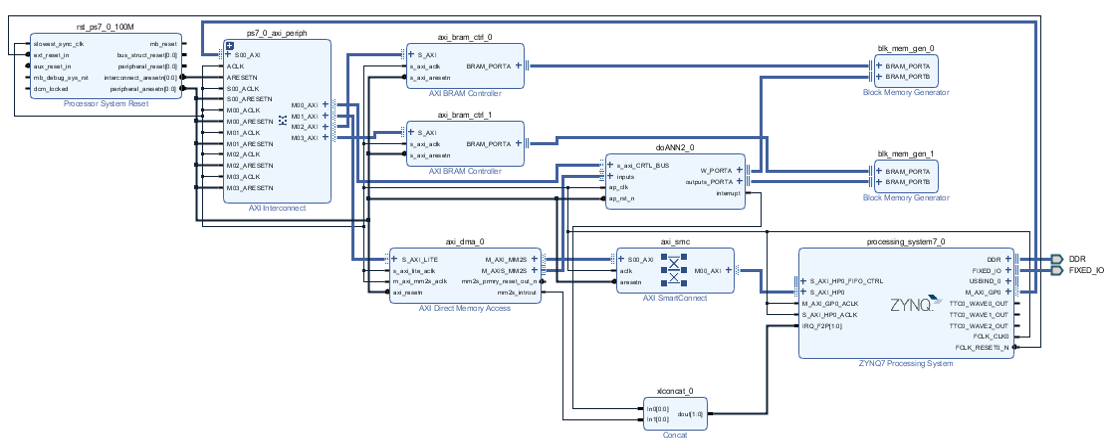 rst_ps7_0_100M
slowest_sync_clk
mb_reset
ext_reset_in
bus_struct_reset[0:0]
aux_reset_in
peripheral_reset[0:0]
mb_debug_sys_rst
interconnect_aresetn[0:0]
dcm_locked
peripheral_aresetn[0:0]
Processor System Reset
ps7_0_axi_periph
S00_AXI
ACLK
ARESETN
S00_ACLK
S00_ARESETN
M00_ACLK
M00_ARESETN
M01_ACLK
M01_ARESETN
M02_ACLK
M02_ARESETN
M03_ACLK
M03_ARESETN
M00_AXI
M01_AXI
M02_AXI
M03_AXI
AXI Interconnect
axi_bram_ctrl_0
S_AXI
s_axi_aclk
BRAM_PORTA
s_axi_aresetn
AXI BRAM Controller
axi_bram_ctrl_1
S_AXI
s_axi_aclk
BRAM_PORTA
s_axi_aresetn
AXI BRAM Controller
blk_mem_gen_0
BRAM_PORTA
BRAM_PORTB
Block Memory Generator
blk_mem_gen_1
BRAM_PORTA
BRAM_PORTB
Block Memory Generator
doANN2_0
s_axi_CRTL_BUS
inputs
ap_clk
ap_rst_n
W_PORTA
outputs_PORTA
interrupt
axi_dma_0
S_AXI_LITE
s_axi_lite_aclk
m_axi_mm2s_aclk
axi_resetn
M_AXI_MM2S
M_AXIS_MM2S
mm2s_prmry_reset_out_n
mm2s_introut
AXI Direct Memory Access
axi_smc
S00_AXI
aclk
aresetn
M00_AXI
AXI SmartConnect
processing_system7_0
S_AXI_HP0_FIFO_CTRL
S_AXI_HP0
M_AXI_GP0_ACLK
S_AXI_HP0_ACLK
IRQ_F2P[1:0]
ZYNQ
DDR
FIXED_IO
USBIND_0
M_AXI_GP0
TTC0_WAVE0_OUT
TTC0_WAVE1_OUT
TTC0_WAVE2_OUT
FCLK_CLK0
FCLK_RESET0_N
ZYNQ7 Processing System
DDR
FIXED_IO
xlconcat_0
In0[0:0]
In1[0:0]
dout[1:0]
Concat